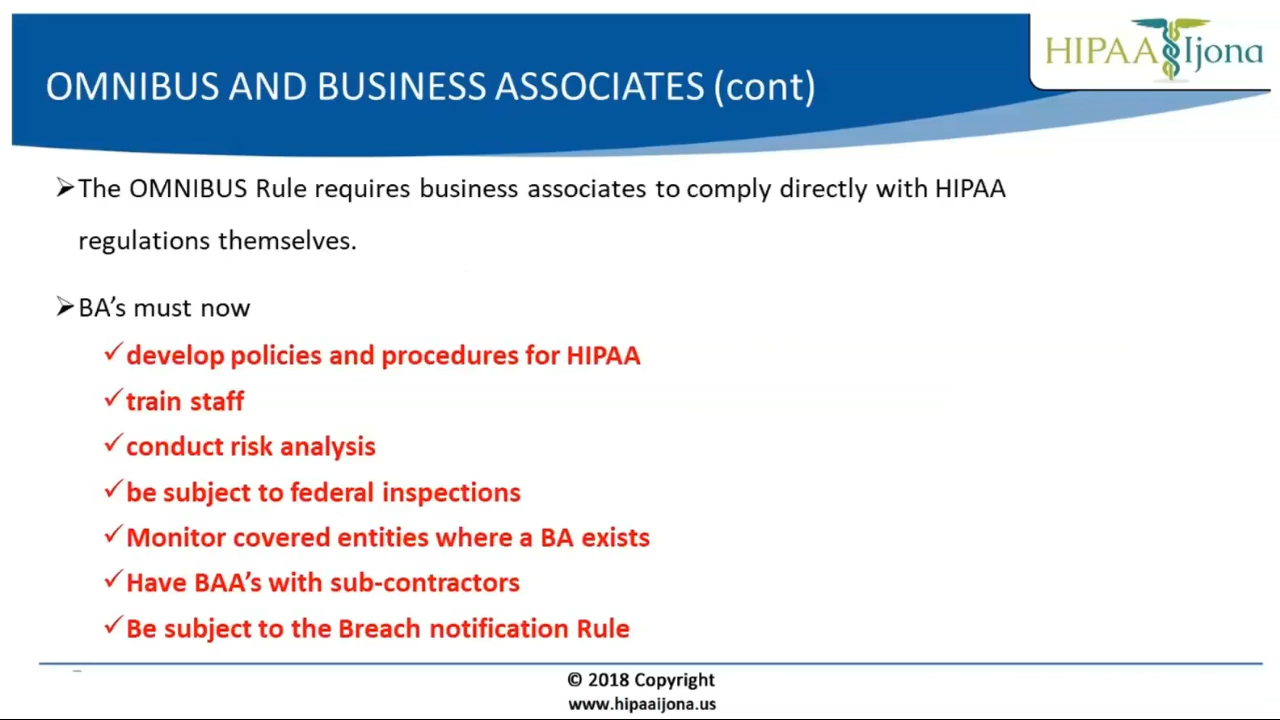 HIPAA Ijona
OMNIBUS AND BUSINESS ASSOCIATES (cont)
➢The OMNIBUS Rule requires business associates to comply directly with HIPAA
regulations themselves.
➢BA’s must now
✓develop policies and procedures for HIPAA
✓train staff
✓conduct risk analysis
✓be subject to federal inspections
✓Monitor covered entities where a BA exists
✓Have BAA’s with sub-contractors
✓Be subject to the Breach notification Rule
© 2018 Copyright
www.hipaaijona.us